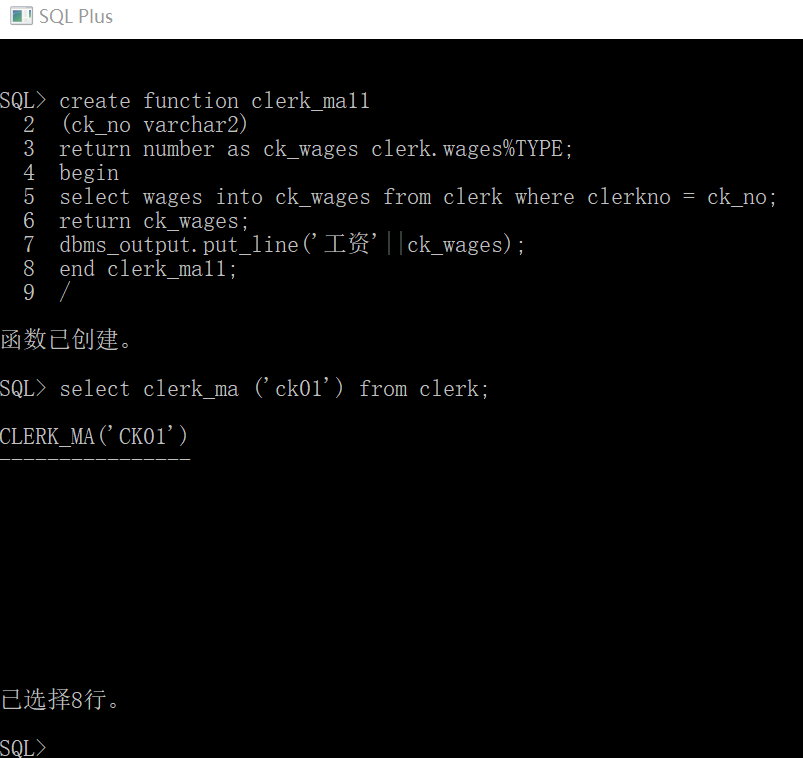 SQL Plus
SQL> create function clerk_ma11
2 (ck_no varchar2)
3 return number as ck_wages clerk.wages%TYPE;
4 begin
5 select wages into ck_wages from clerk where clerkno = ck_no;
6 return ck_wages;
7 dbms_output.put_line('工资'||ck_wages);
8 end clerk_ma11;
9 /
函数已创建。
SQL> select clerk_ma ('ck01') from clerk;
CLERK_MA('CK01')
----------------
已选择8行。
SQL>